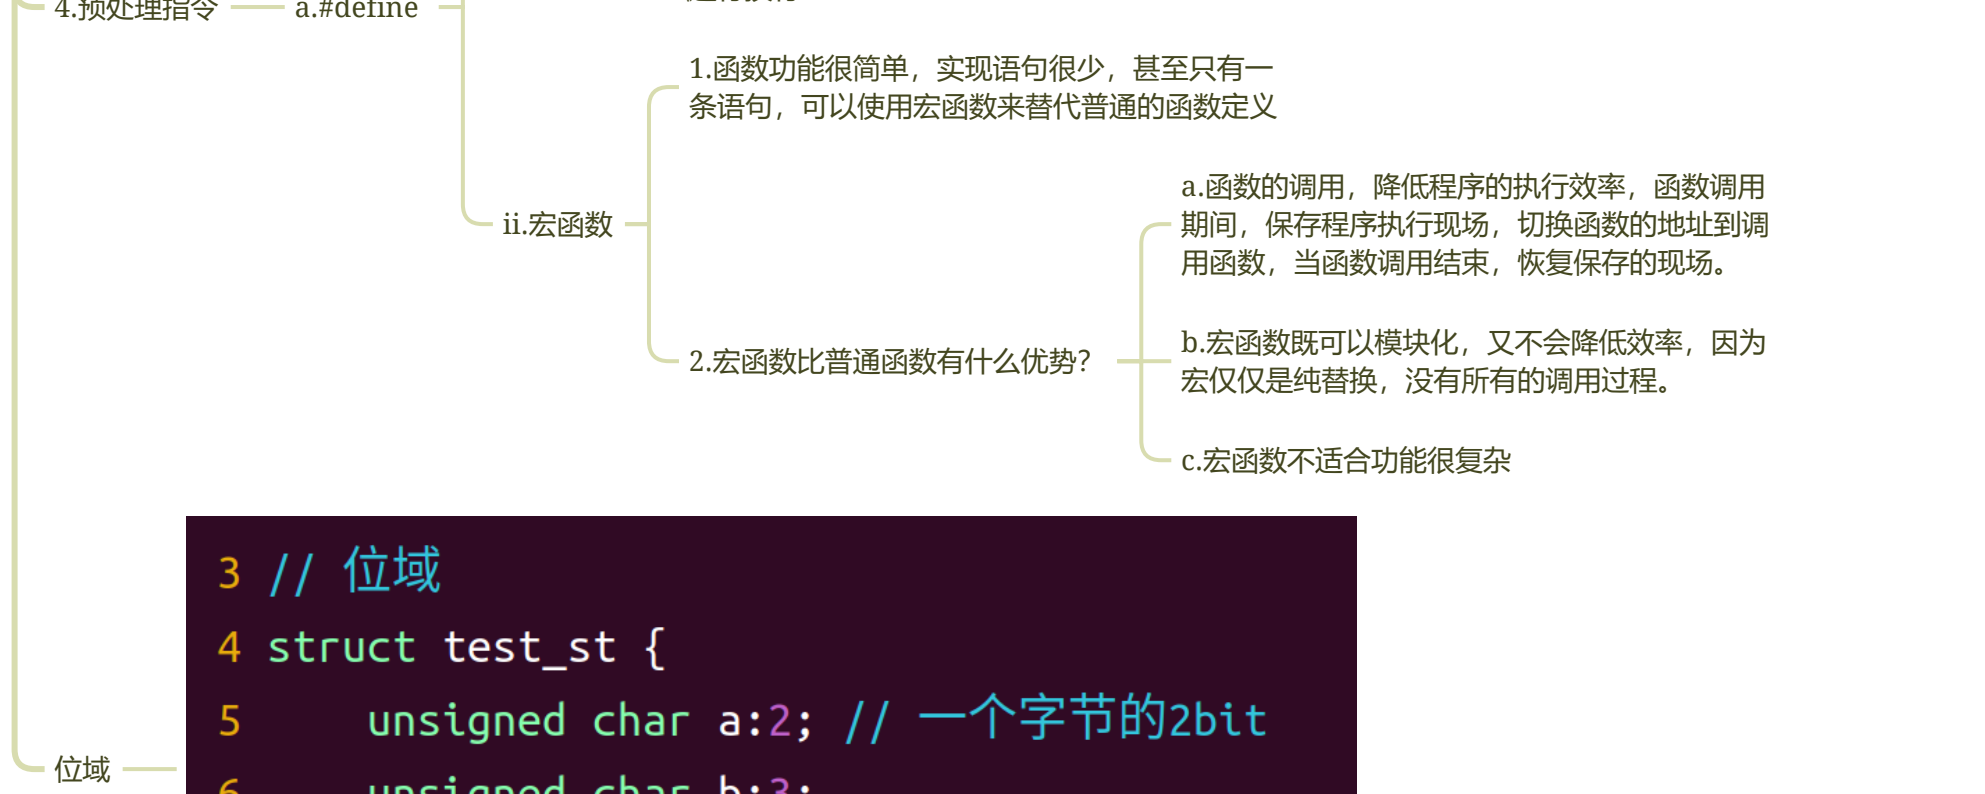 4.预处理指令
a.#define
1.函数功能很简单，实现语句很少，甚至只有一
条语句，可以使用宏函数来替代普通的函数定义
ii.宏函数
a.函数的调用，降低程序的执行效率，函数调用
期间，保存程序执行现场，切换函数的地址到调
用函数，当函数调用结束，恢复保存的现场。
2.宏函数比普通函数有什么优势？
b.宏函数既可以模块化，又不会降低效率，因为
宏仅仅是纯替换，没有所有的调用过程。
c.宏函数不适合功能很复杂
位域
3 // 位域
4 struct test_st {
5 unsigned char a:2; // 一个字节的2bit
6 unsigned char b:3;